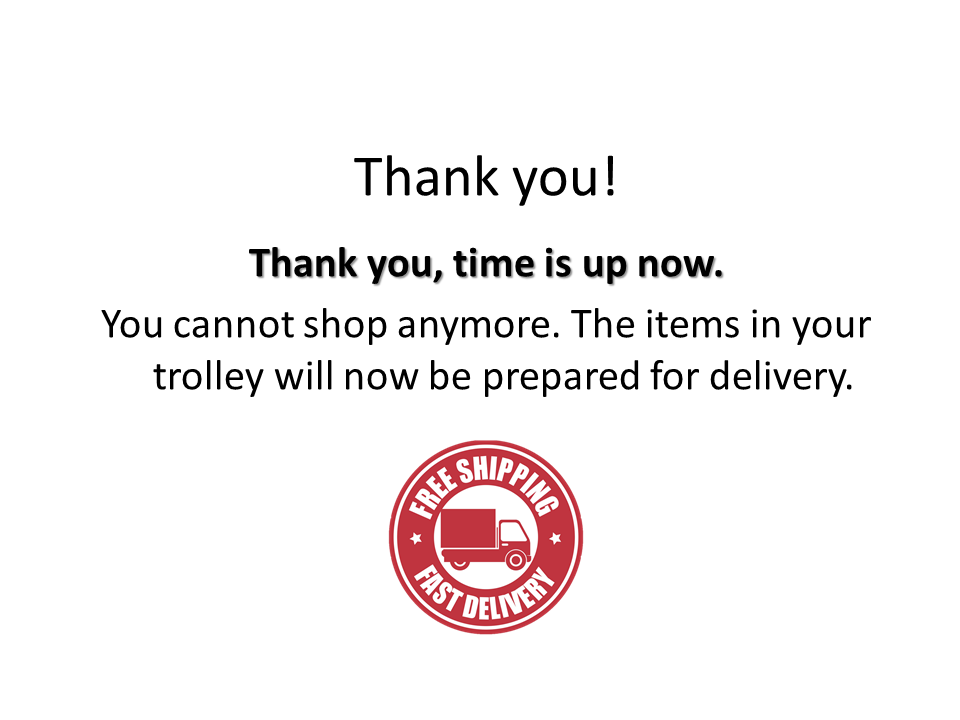 Thank you!
Thank you, time is up now.
You cannot shop anymore. The items in your
trolley will now be prepared for delivery.
FREE SHIPPING
FAST DELIVERY